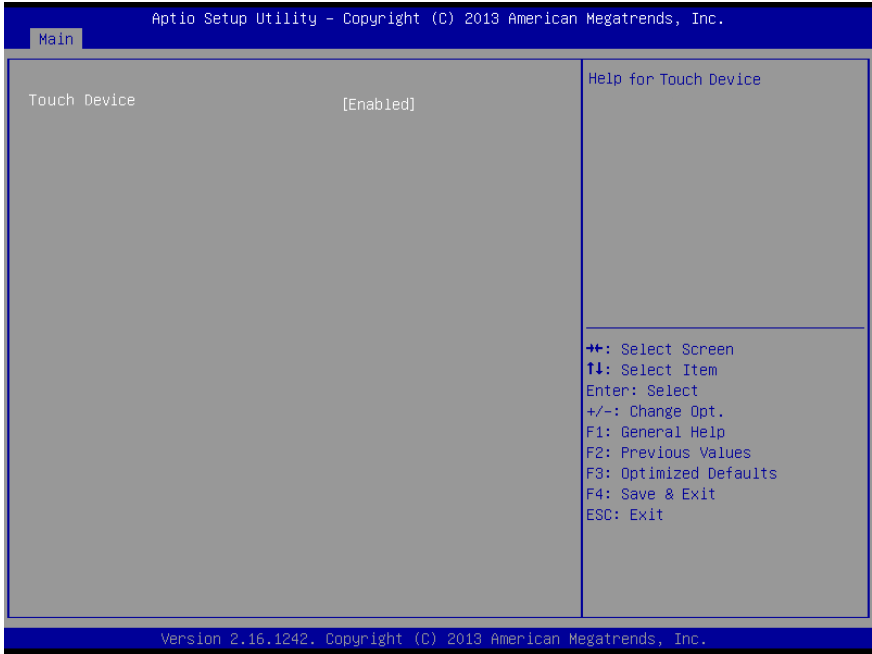 Aptio Setup Utility – Copyright (C) 2013 American Megatrends, Inc.
Main
Touch Device [Enabled]
Help for Touch Device
→←: Select Screen
↑↓: Select Item
Enter: Select
+/-: Change Opt.
F1: General Help
F2: Previous Values
F3: Optimized Defaults
F4: Save & Exit
ESC: Exit
Version 2.16.1242. Copyright (C) 2013 American Megatrends, Inc.